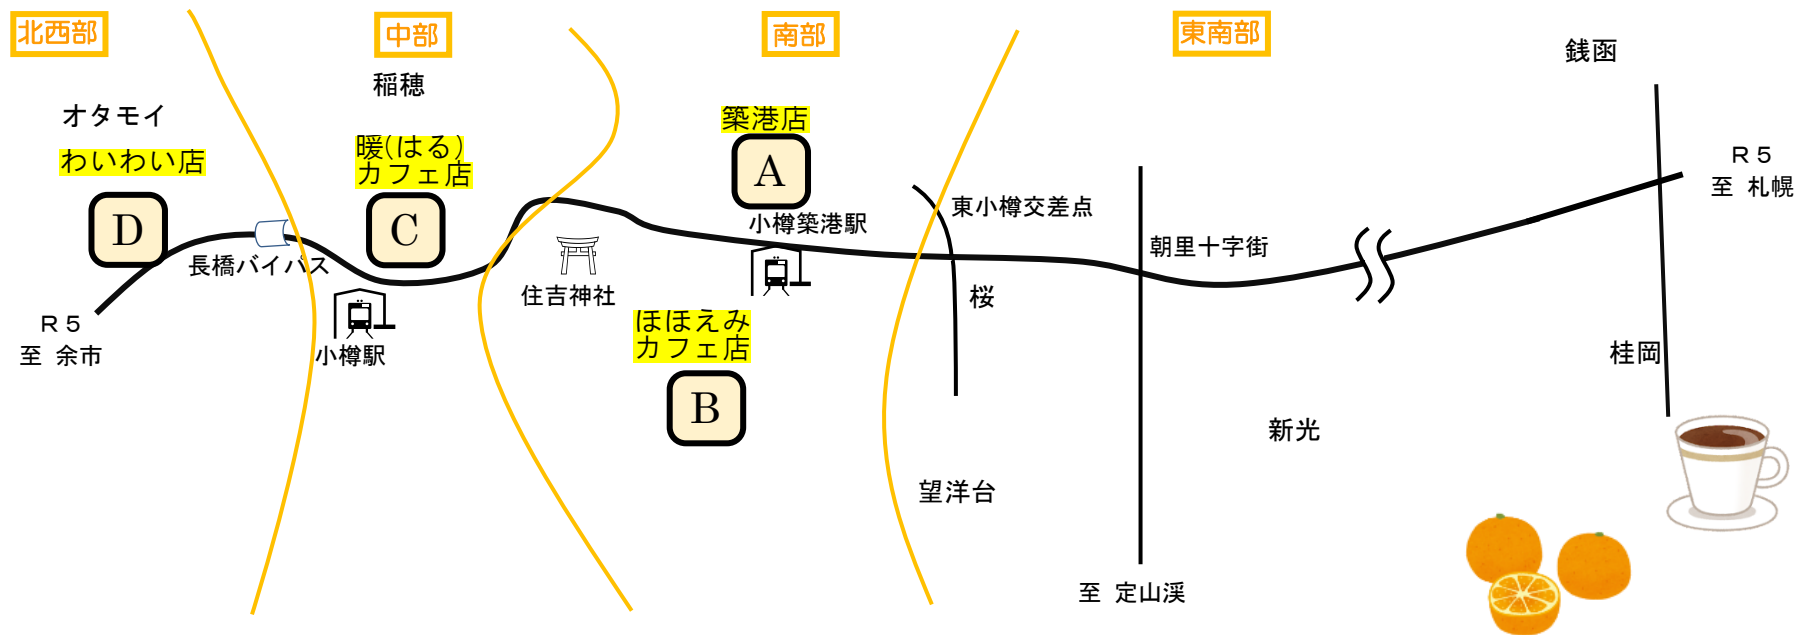 北西部
中部
南部
東南部
銭函
稲穂
オタモイ
築港店
A
暖(はる)
カフェ店
わいわい店
R5
至 札幌
D
C
小樽築港駅
東小樽交差点
朝里十字街
長橋バイパス
住吉神社
桜
R5
至 余市
小樽駅
ほほえみ
カフェ店
B
桂岡
新光
望洋台
至 定山渓